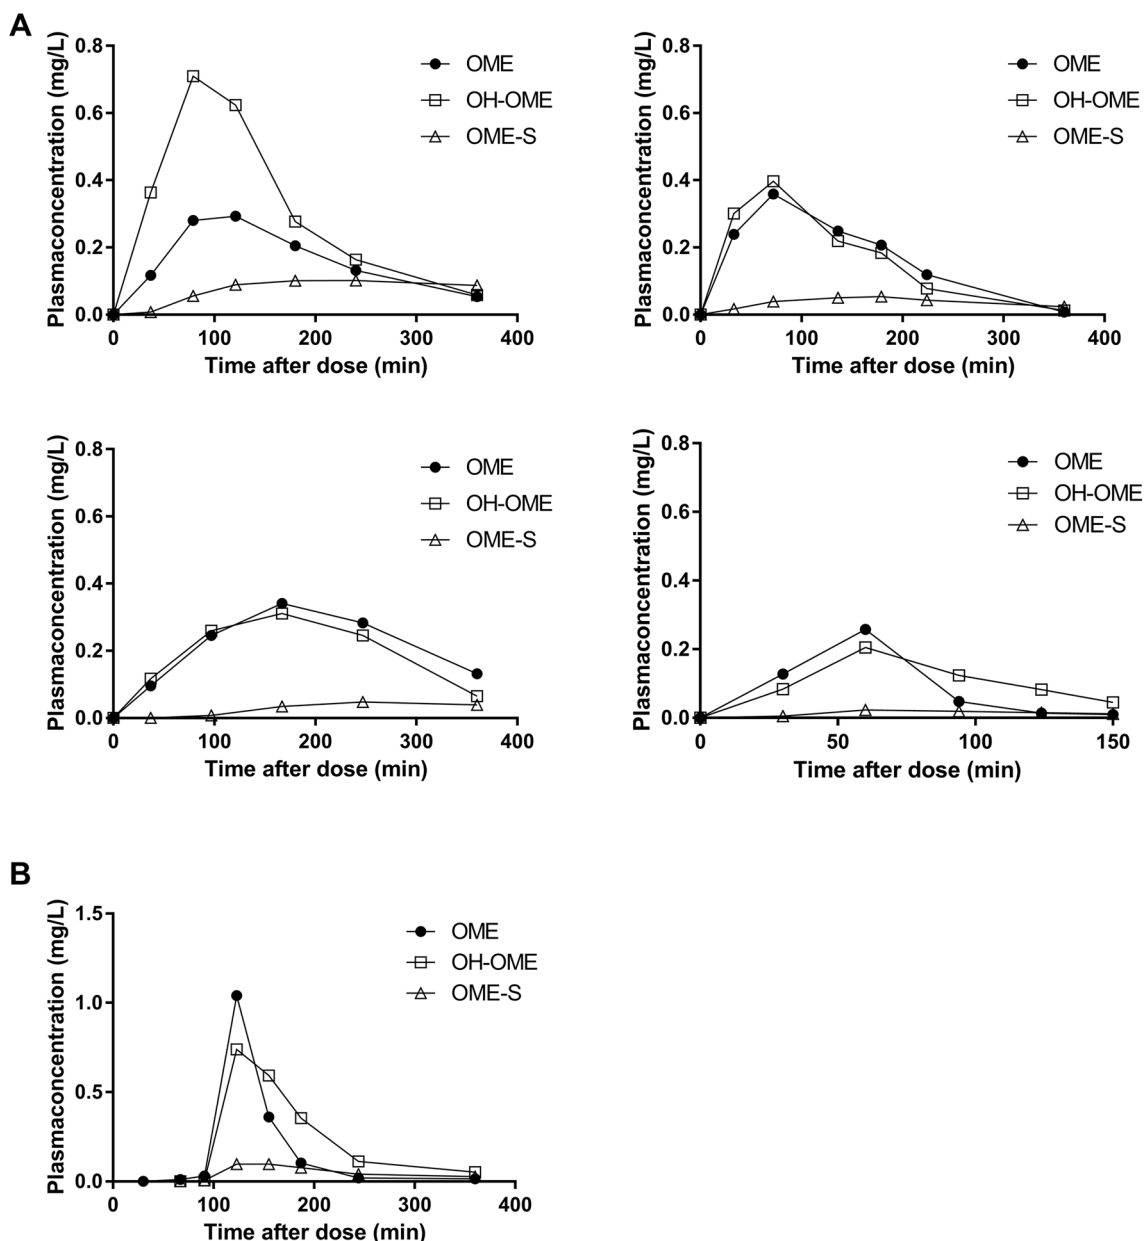 A
Plasmaconcentration (mg/L)
0.8
0.6
0.4
0.2
0.0
0 100 200 300 400
Time after dose (min)
OME
OH-OME
OME-S
Plasmaconcentration (mg/L)
0.8
0.6
0.4
0.2
0.0
0 100 200 300 400
Time after dose (min)
OME
OH-OME
OME-S
Plasmaconcentration (mg/L)
0.8
0.6
0.4
0.2
0.0
0 100 200 300 400
Time after dose (min)
OME
OH-OME
OME-S
Plasmaconcentration (mg/L)
0.8
0.6
0.4
0.2
0.0
0 50 100 150
Time after dose (min)
OME
OH-OME
OME-S
B
Plasmaconcentration (mg/L)
1.5
1.0
0.5
0.0
0 100 200 300 400
Time after dose (min)
OME
OH-OME
OME-S